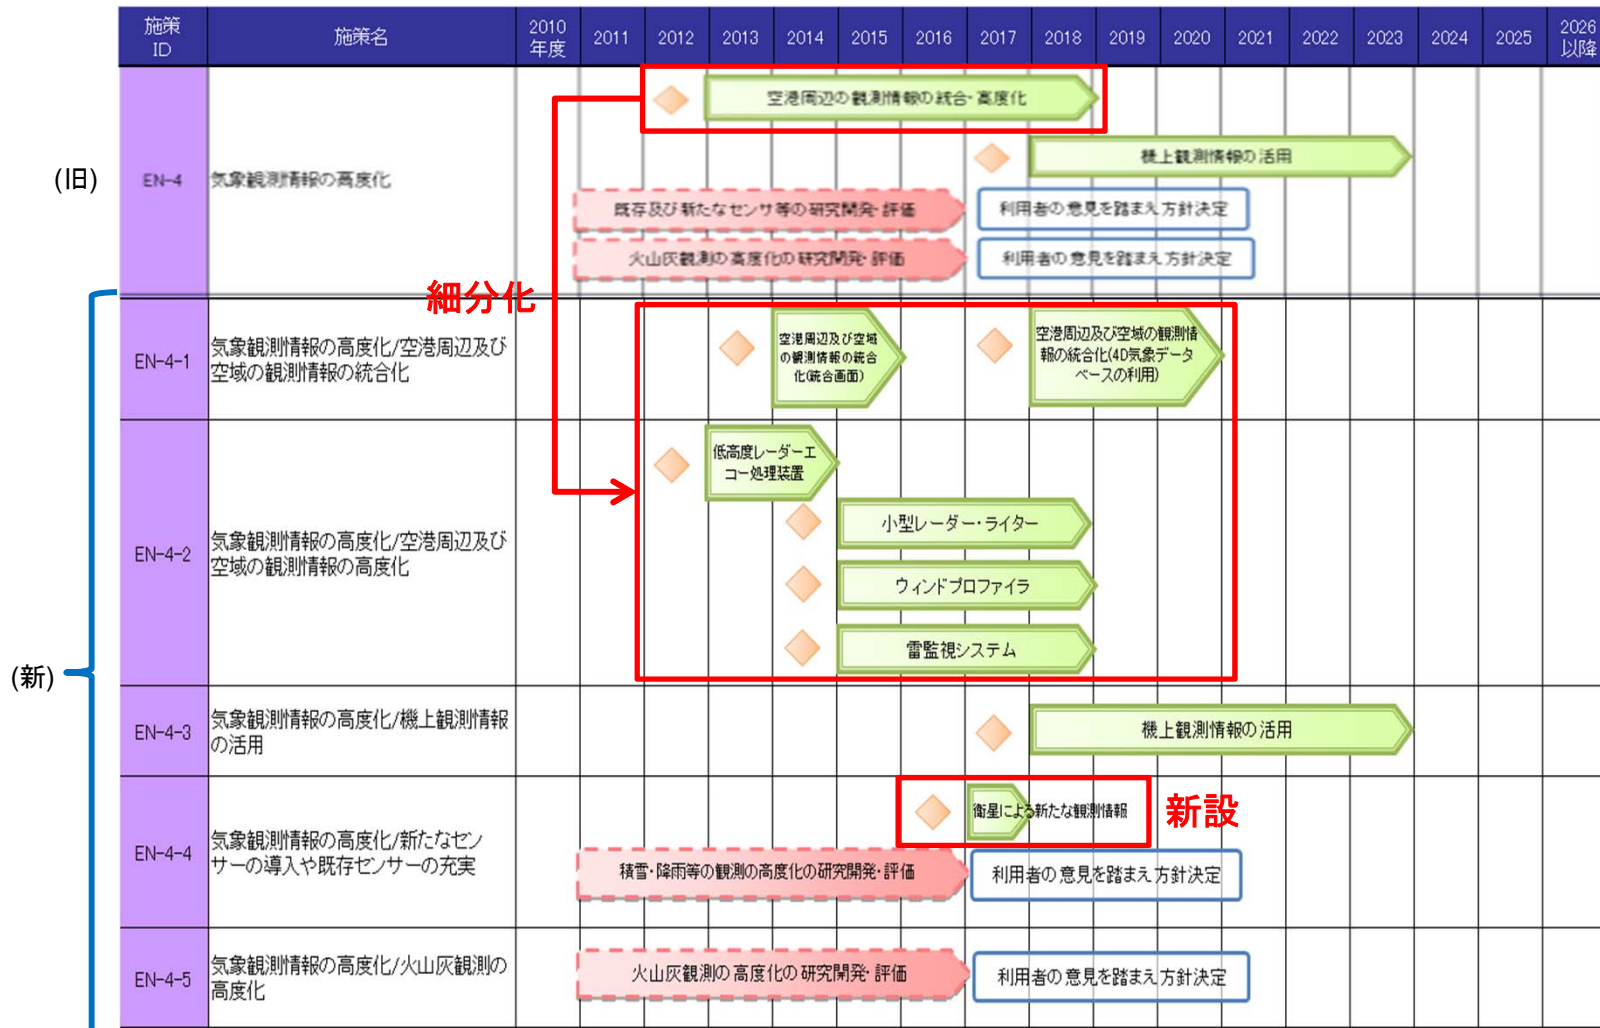 施策
ID
施策名
2010
年度
2011
2012
2013
2014
2015
2016
2017
2018
2019
2020
2021
2022
2023
2024
2025
2026
以降
(旧)
EN-4
気象観測情報の高度化
空港周辺の観測情報の統合・高度化
機上観測情報の活用
既存及び新たなセンサ等の研究開発・評価
利用者の意見を踏まえ方針決定
火山灰観測の高度化の研究開発・評価
利用者の意見を踏まえ方針決定
細分化
(新)
EN-4-1
気象観測情報の高度化/空港周辺及び
空域の観測情報の統合化
空港周辺及び空域
の観測情報の統合
化(統合画面)
空港周辺及び空域の観測情
報の統合化(4D気象データ
ベースの利用)
EN-4-2
気象観測情報の高度化/空港周辺及び
空域の観測情報の高度化
低高度レーダーエ
コー処理装置
小型レーダー・ライター
ウィンドプロファイラ
雷監視システム
EN-4-3
気象観測情報の高度化/機上観測情報
の活用
機上観測情報の活用
EN-4-4
気象観測情報の高度化/新たなセン
サーの導入や既存センサーの充実
衛星による新たな観測情報
新設
積雪・降雨等の観測の高度化の研究開発・評価
利用者の意見を踏まえ方針決定
EN-4-5
気象観測情報の高度化/火山灰観測の
高度化
火山灰観測の高度化の研究開発・評価
利用者の意見を踏まえ方針決定